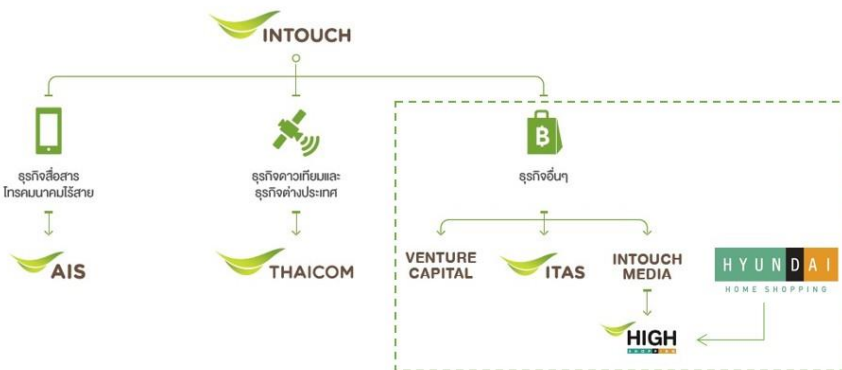 INTOUCH
ธุรกิจสื่อสาร
โทรคมนาคมไร้สาย
ธุรกิจดาวเทียมและ
ธุรกิจต่างประเทศ
฿
ธุรกิจอื่นๆ
AIS
THAICOM
VENTURE
CAPITAL
ITAS
INTOUCH
MEDIA
HYUNDAI
HOME SHOPPING
HIGH
SHOPPING